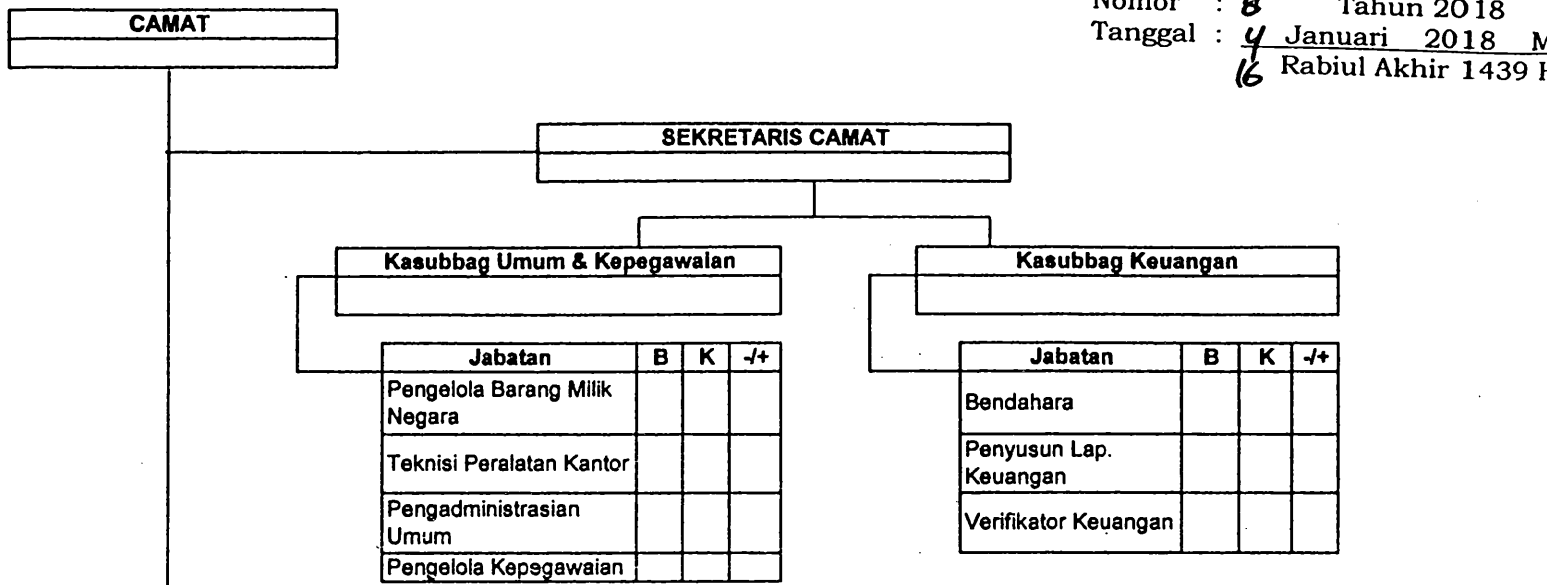 Nomor : 8 Tahun 2018
Tanggal : 4 Januari 2018 M
16 Rabiul Akhir 1439 H
CAMAT
SEKRETARIS CAMAT
Kasubbag Umum & Kepegawaian
Kasubbag Keuangan
Jabatan B K -/+
Pengelola Barang Milik
Negara
Teknisi Peralatan Kantor
Pengadministrasian
Umum
Pengelola Kepegawaian
Jabatan B K -/+
Bendahara
Penyusun Lap.
Keuangan
Verifikator Keuangan